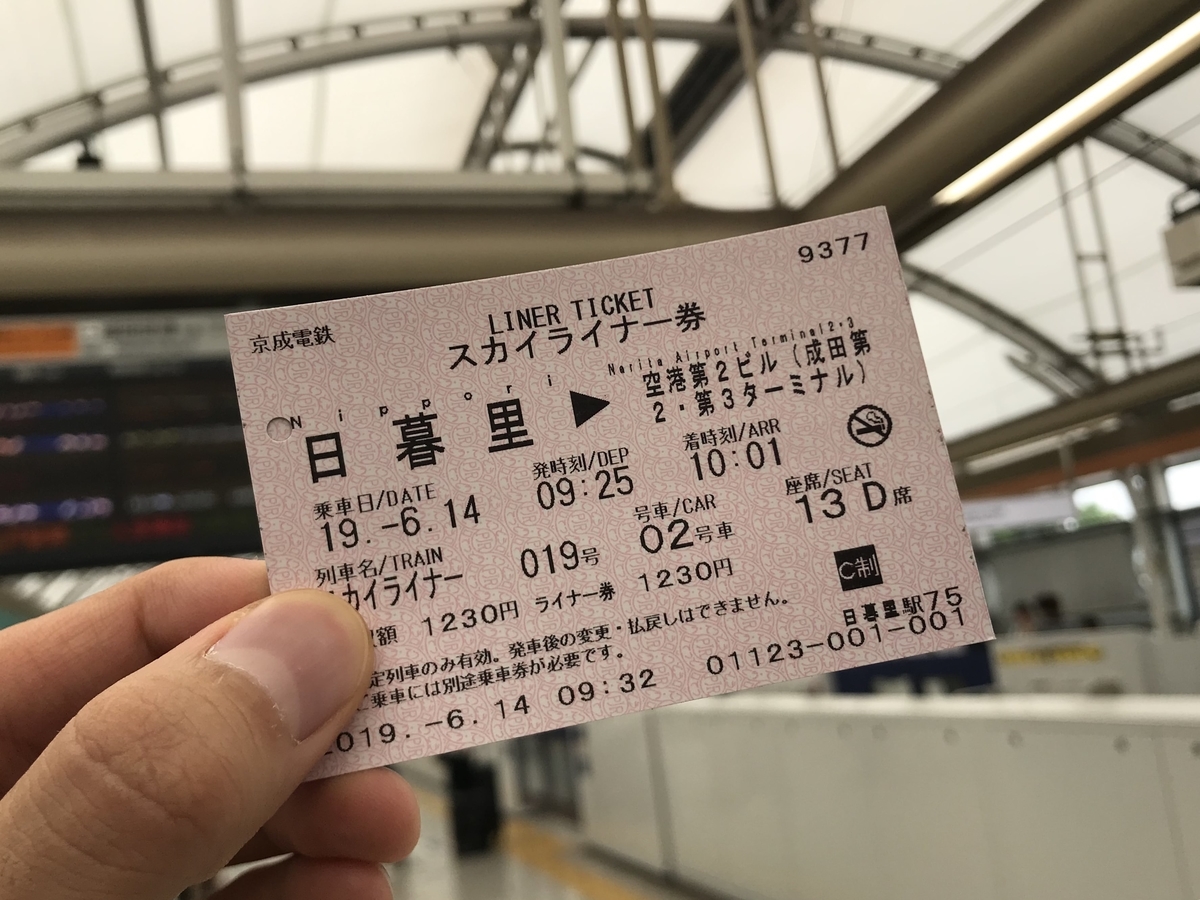 9377
京成電鉄
LINER TICKET
スカイライナー券
Nippori
日暮里 ▶
Narita Airport Terminal2・3
空港第2ビル(成田第
2・第3ターミナル)
乗車日/DATE 発時刻/DEP 着時刻/ARR
19.-6.14 09:25 10:01
列車名/TRAIN 号車/CAR 座席/SEAT
カイライナー 019号 02号車 13 D席
額 1230円 ライナー券 1230円
C制
定列車のみ有効。発車後の変更・払戻しはできません。
乗車には別途乗車券が必要です。
日暮里駅75
019.-6.14 09:32 01123-001-001